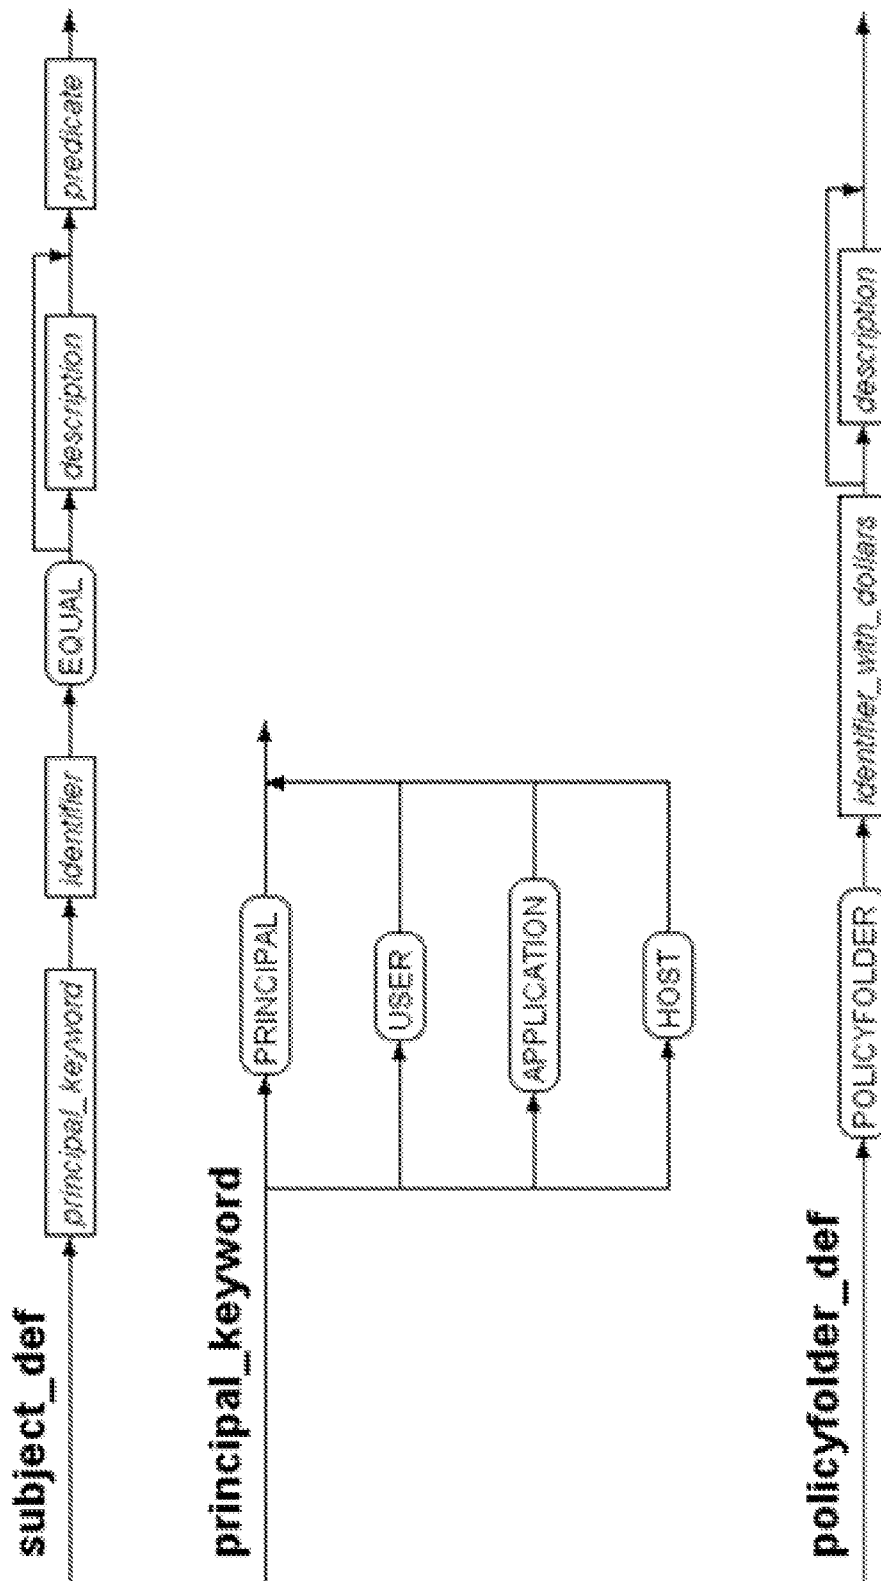 subject_def
principal_keyword
identifier
EQUAL
description
predicate
principal_keyword
PRINCIPAL
USER
APPLICATION
HOST
policyfolder_def
POLICYFOLDER
identifier_with_dollars
description